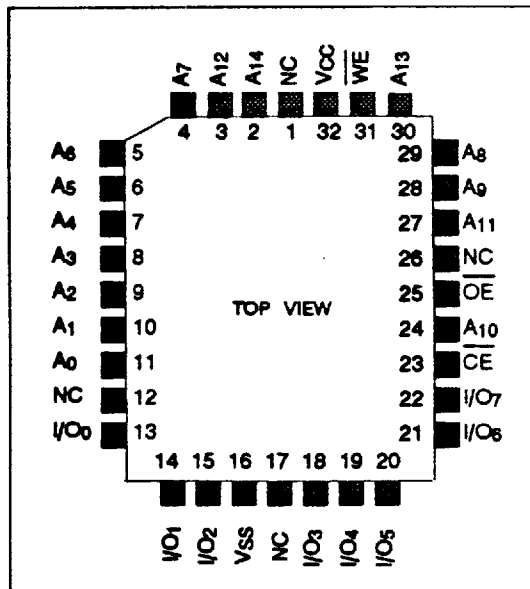 A7 A12 A14 NC VCC W̅E̅ A13
4 3 2 1 32 31 30
A6 5 29 A8
A5 6 28 A9
A4 7 27 A11
A3 8 26 NC
A2 9 25 O̅E̅
TOP VIEW
A1 10 24 A10
A0 11 23 C̅E̅
NC 12 22 I/O7
I/O0 13 21 I/O6
14 15 16 17 18 19 20
I/O1 I/O2 VSS NC I/O3 I/O4 I/O5